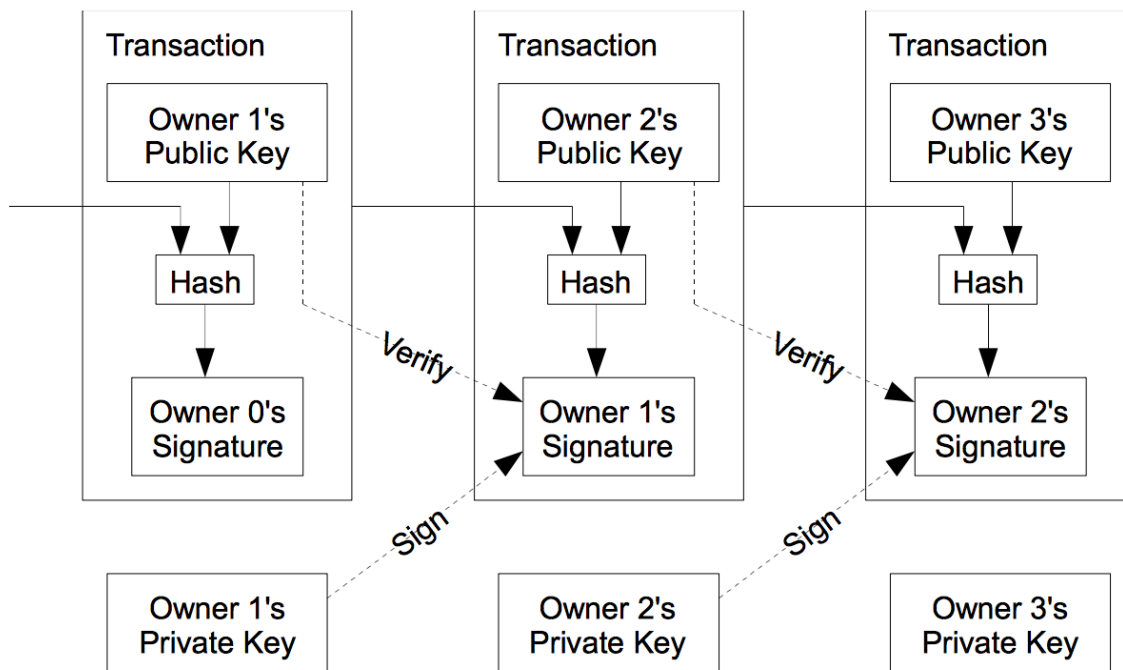 Transaction
Owner 1's
Public Key
Hash
Owner 0's
Signature
Transaction
Owner 2's
Public Key
Hash
Verify
Owner 1's
Signature
Transaction
Owner 3's
Public Key
Hash
Verify
Owner 2's
Signature
Sign
Sign
Owner 1's
Private Key
Owner 2's
Private Key
Owner 3's
Private Key